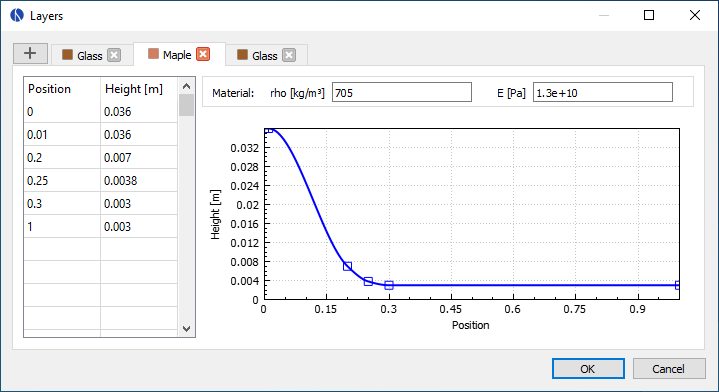 Layers
Glass Maple Glass
Position Height [m]
0 0.036
0.01 0.036
0.2 0.007
0.25 0.0038
0.3 0.003
1 0.003
Material: rho [kg/m³] 705 E [Pa] 1.3e+10
Height [m]
0.032
0.028
0.024
0.02
0.016
0.012
0.008
0.004
0
0 0.15 0.3 0.45 0.6 0.75 0.9
Position
OK Cancel